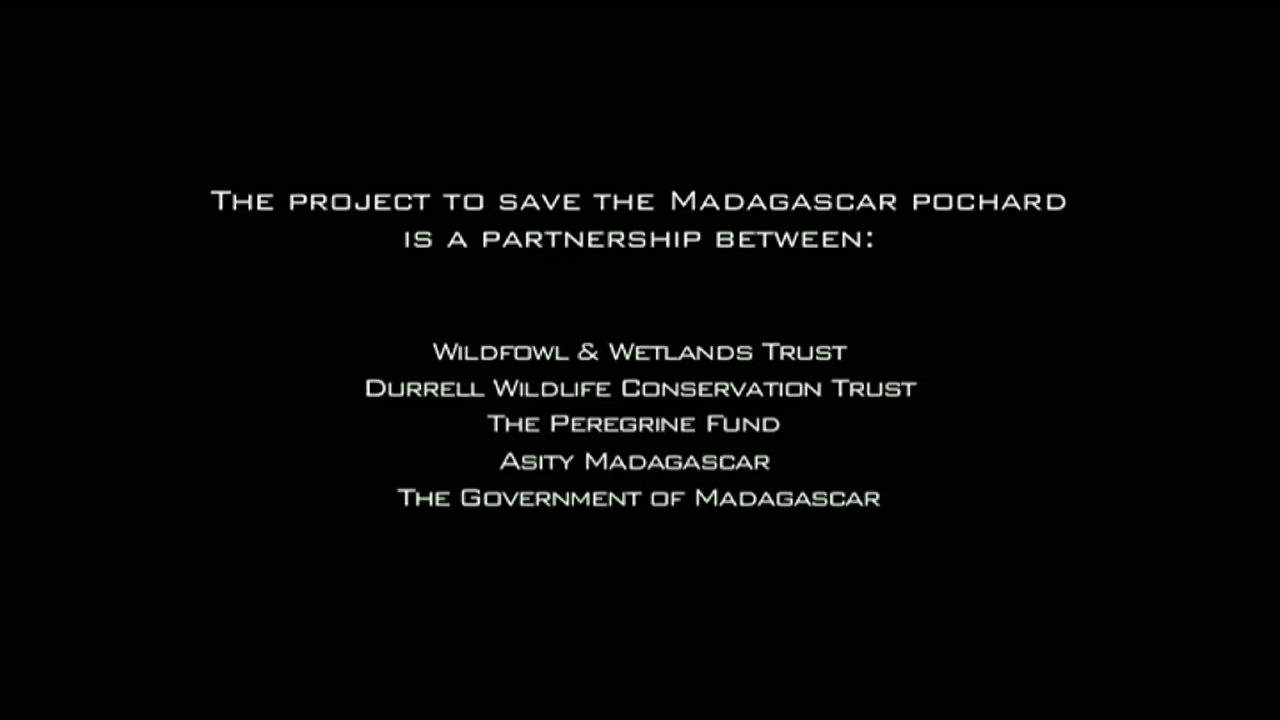 The project to save the Madagascar pochard
is a partnership between:
Wildfowl & Wetlands Trust
Durrell Wildlife Conservation Trust
The Peregrine Fund
Asity Madagascar
The Government of Madagascar